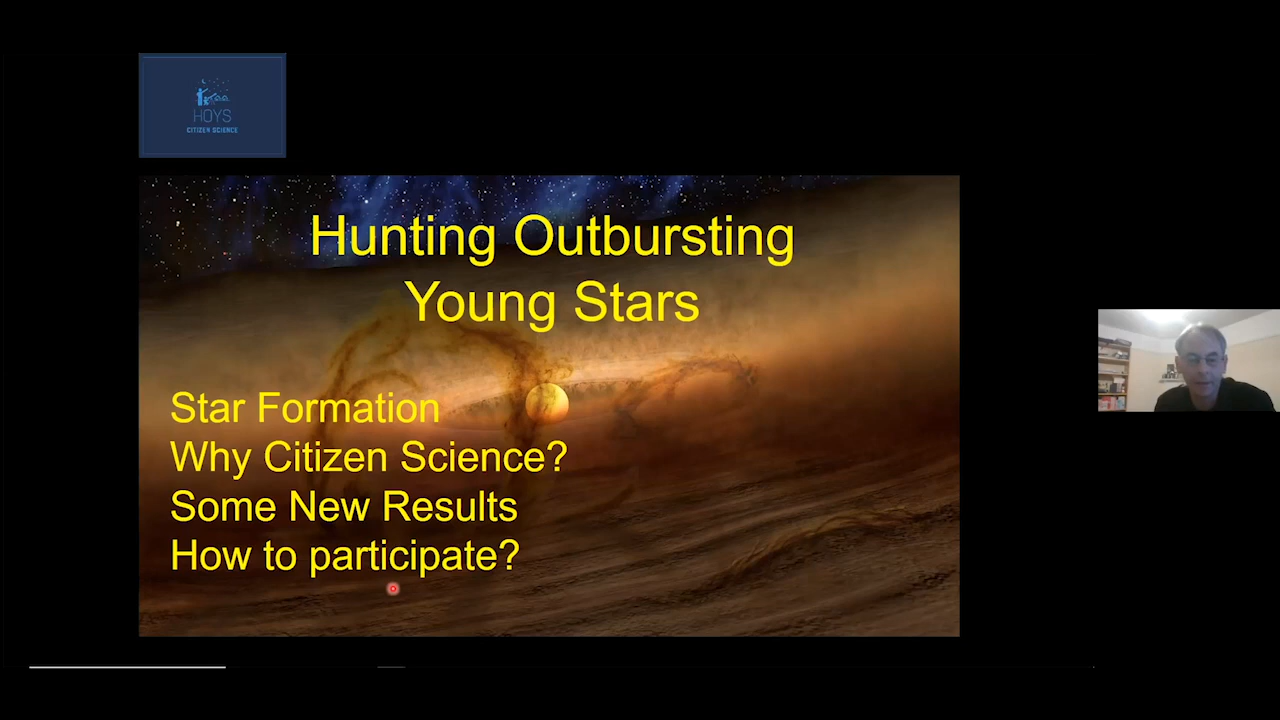 HOYS
CITIZEN SCIENCE
Hunting Outbursting
Young Stars
Star Formation
Why Citizen Science?
Some New Results
How to participate?